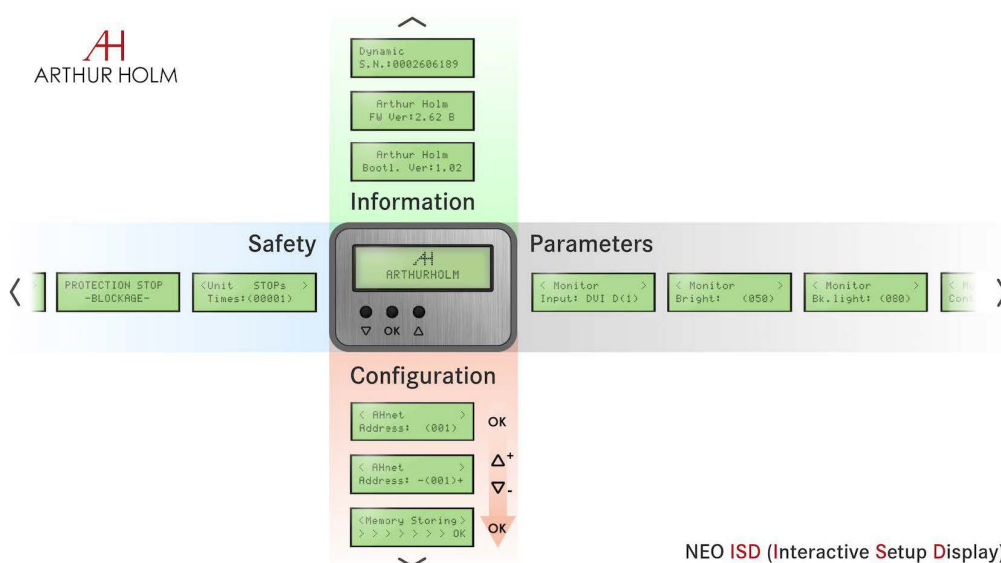 AH
ARTHUR HOLM
Dynamic
S.N.:0002606189
Arthur Holm
FW Ver:2.62 B
Arthur Holm
Bootl. Ver:1.02
Information
Safety
Parameters
PROTECTION STOP
-BLOCKAGE-
<Unit STOPs >
Times:(00001)
AH
ARTHURHOLM
▽ OK △
< Monitor >
Input: DVI D(1)
< Monitor >
Bright: (050)
< Monitor >
Bk.light: (080)
Cont
Configuration
< AHnet >
Address: (001)
OK
< AHnet >
Address: -(001)+
△+
▽-
<Memory Storing>
> > > > > > > OK
OK
NEO ISD (Interactive Setup Display)